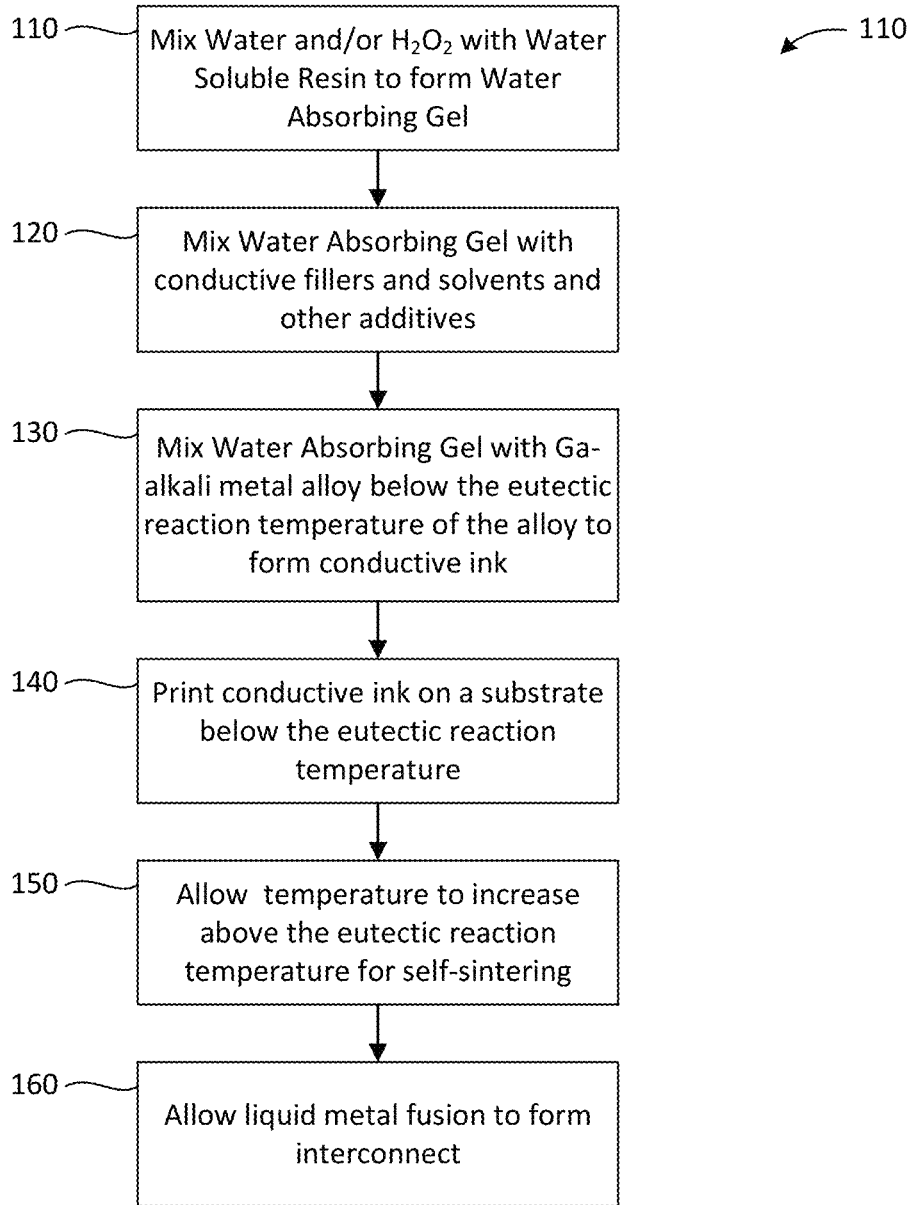 110
110
Mix Water and/or H₂O₂ with Water
Soluble Resin to form Water
Absorbing Gel
120
Mix Water Absorbing Gel with
conductive fillers and solvents and
other additives
130
Mix Water Absorbing Gel with Ga-
alkali metal alloy below the eutectic
reaction temperature of the alloy to
form conductive ink
140
Print conductive ink on a substrate
below the eutectic reaction
temperature
150
Allow temperature to increase
above the eutectic reaction
temperature for self-sintering
160
Allow liquid metal fusion to form
interconnect